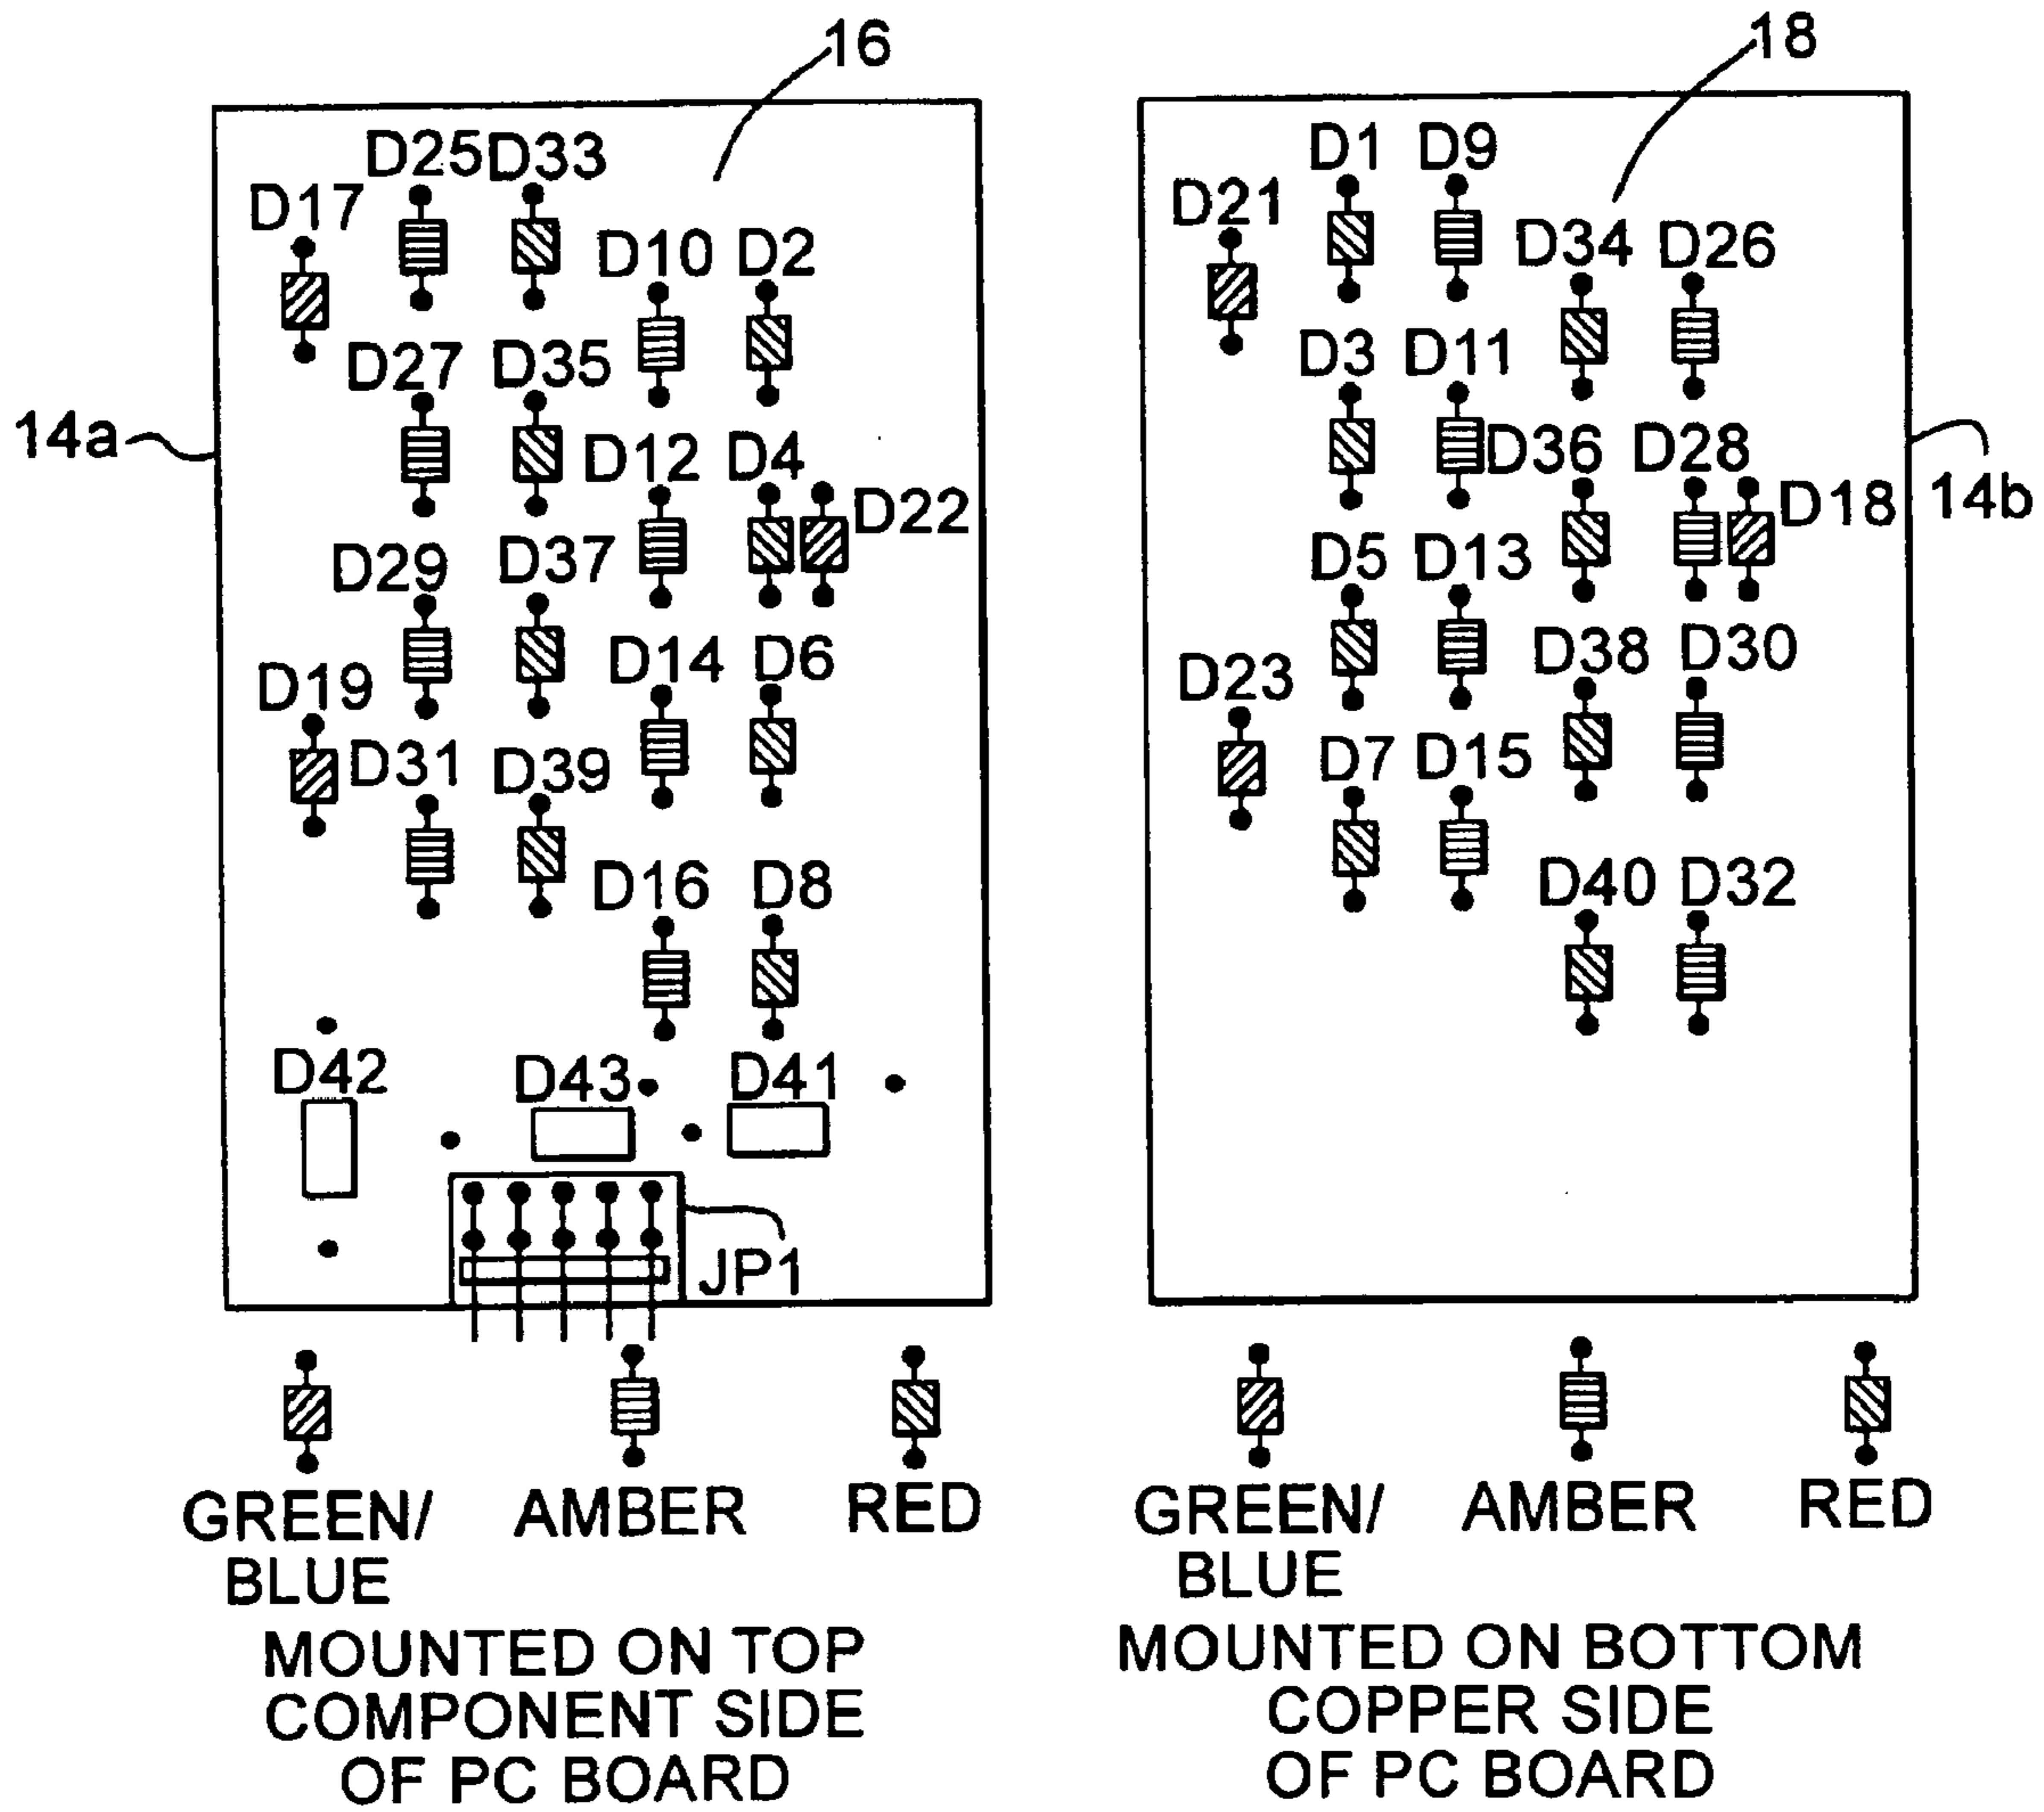 16
18
D25 D33
D17
D10 D2
D27 D35
14a
D12 D4
D22
D29 D37
D14 D6
D19
D31 D39
D16 D8
D42 D43 D41
JP1
GREEN/
BLUE
AMBER
RED
MOUNTED ON TOP
COMPONENT SIDE
OF PC BOARD
D1 D9
D21
D34 D26
D3 D11
D36 D28
D18
14b
D5 D13
D38 D30
D23
D7 D15
D40 D32
GREEN/
BLUE
AMBER
RED
MOUNTED ON BOTTOM
COPPER SIDE
OF PC BOARD